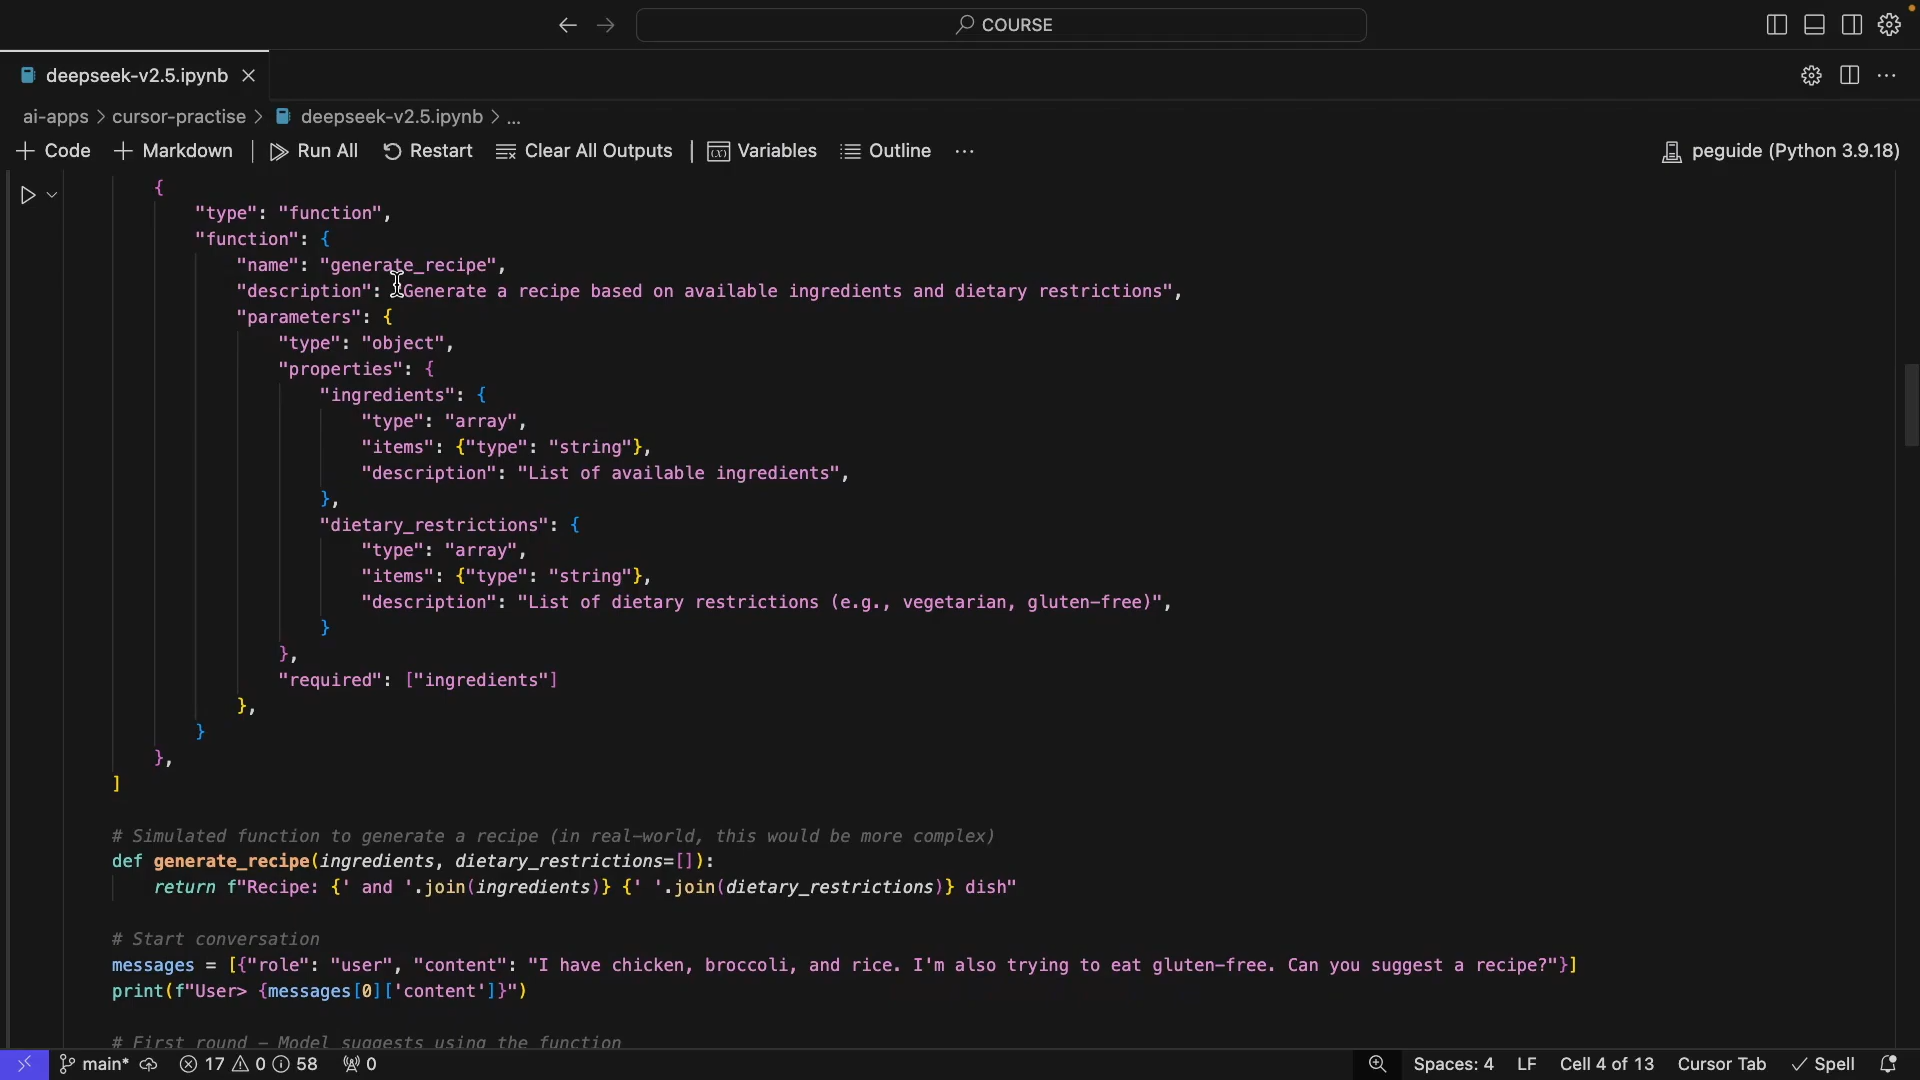 COURSE
deepseek-v2.5.ipynb
ai-apps > cursor-practise > deepseek-v2.5.ipynb > ...
+ Code + Markdown | Run All Restart Clear All Outputs | Variables Outline ... peguide (Python 3.9.18)
{
"type": "function",
"function": {
"name": "generate_recipe",
"description": "Generate a recipe based on available ingredients and dietary restrictions",
"parameters": {
"type": "object",
"properties": {
"ingredients": {
"type": "array",
"items": {"type": "string"},
"description": "List of available ingredients",
},
"dietary_restrictions": {
"type": "array",
"items": {"type": "string"},
"description": "List of dietary restrictions (e.g., vegetarian, gluten-free)",
}
},
"required": ["ingredients"]
},
}
},
]
# Simulated function to generate a recipe (in real-world, this would be more complex)
def generate_recipe(ingredients, dietary_restrictions=[]):
return f"Recipe: {' and '.join(ingredients)} {' '.join(dietary_restrictions)} dish"
# Start conversation
messages = [{"role": "user", "content": "I have chicken, broccoli, and rice. I'm also trying to eat gluten-free. Can you suggest a recipe?"}]
print(f"User> {messages[0]['content']}")
# First round - Model suggests using the function
main* 17 0 58 0 Spaces: 4 LF Cell 4 of 13 Cursor Tab Spell